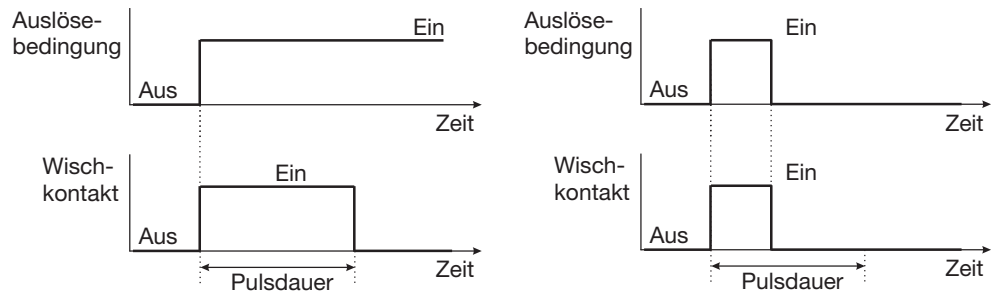 Auslöse-
bedingung
Ein
Aus
Zeit
Wisch-
kontakt
Ein
Aus
Zeit
Pulsdauer
Auslöse-
bedingung
Ein
Aus
Zeit
Wisch-
kontakt
Ein
Aus
Zeit
Pulsdauer